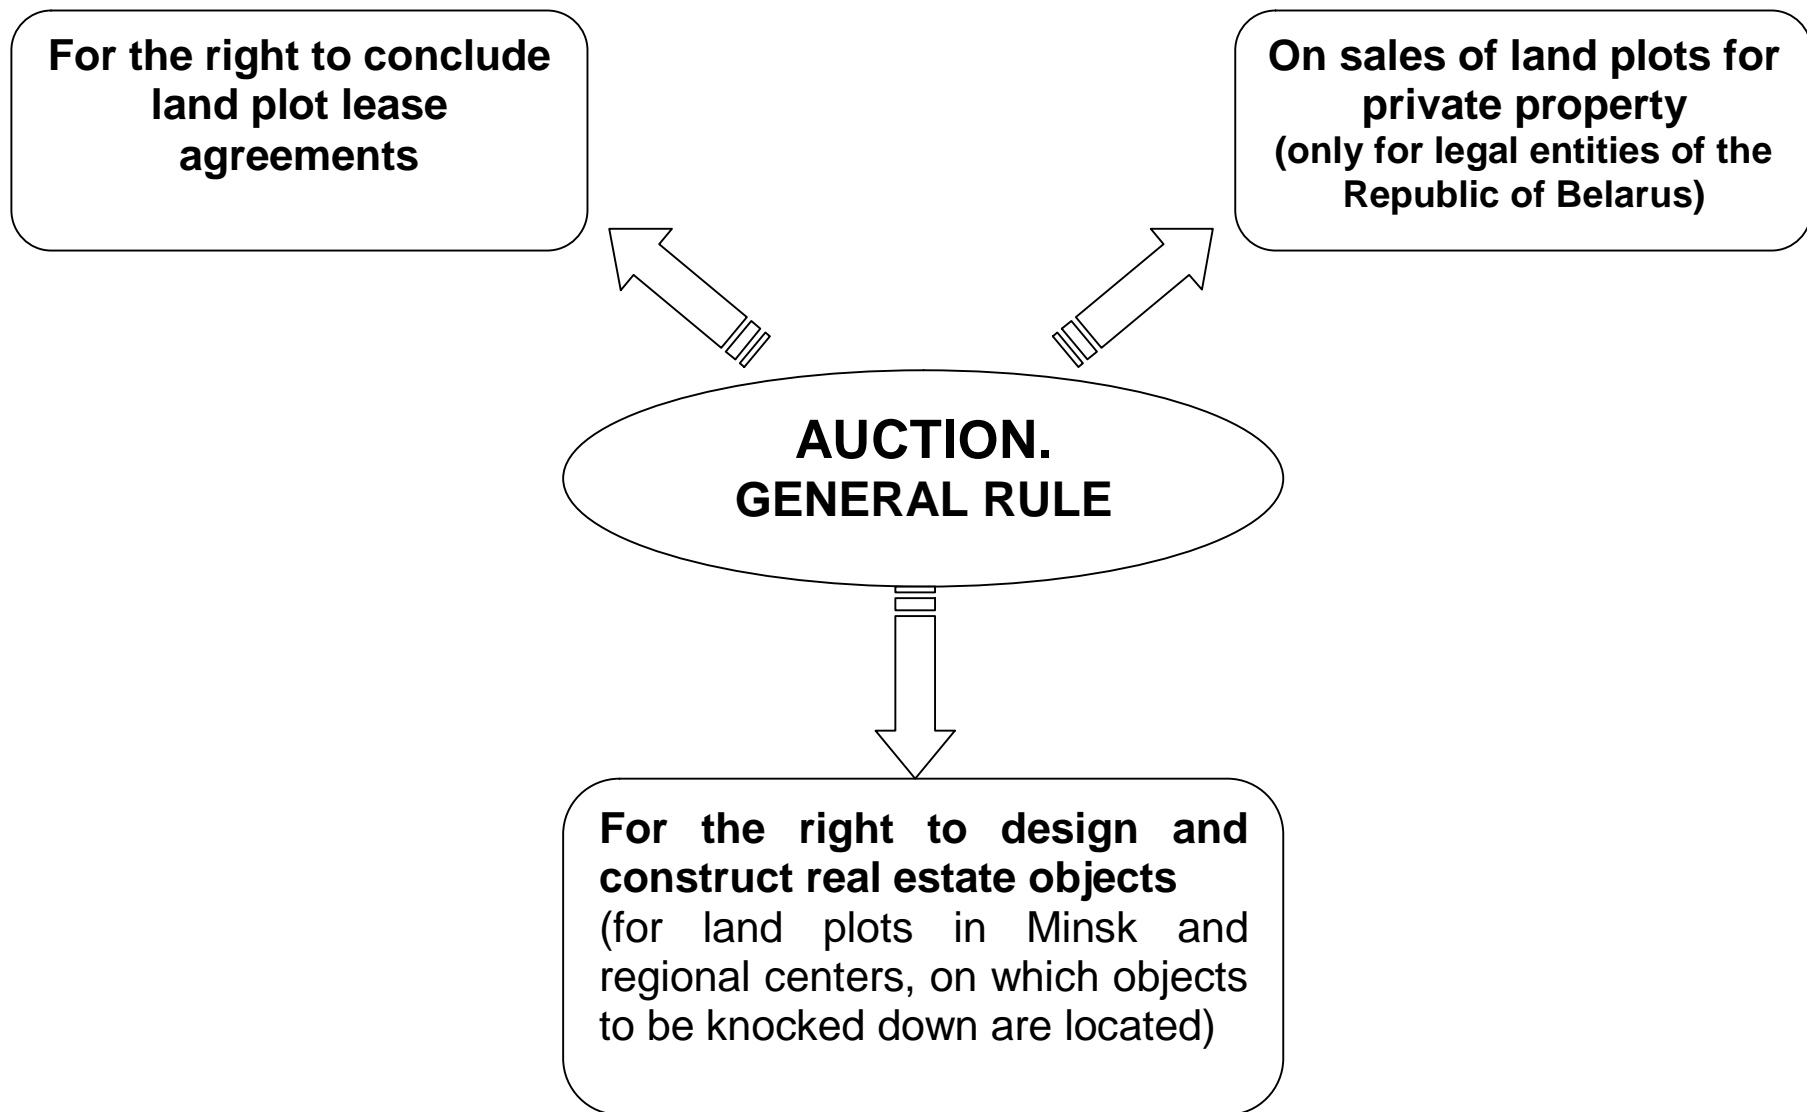 For the right to conclude
land plot lease
agreements
On sales of land plots for
private property
(only for legal entities of the
Republic of Belarus)
AUCTION.
GENERAL RULE
For the right to design and
construct real estate objects
(for land plots in Minsk and
regional centers, on which objects
to be knocked down are located)